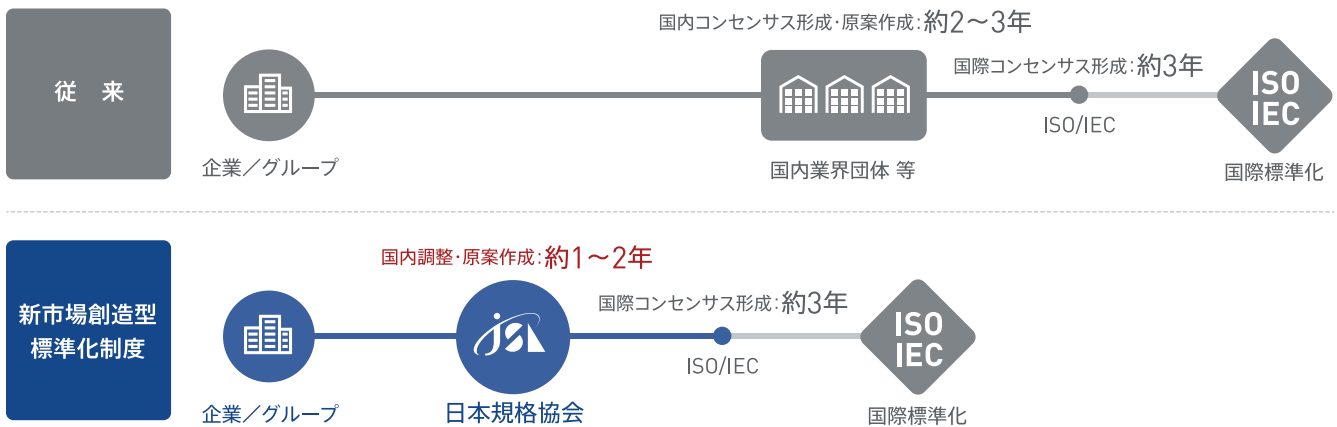 従 来
国内コンセンサス形成・原案作成：約2〜3年
国際コンセンサス形成：約3年
ISO/IEC
ISO
IEC
企業／グループ
国内業界団体 等
国際標準化
新市場創造型
標準化制度
国内調整・原案作成：約1〜2年
国際コンセンサス形成：約3年
JSA
ISO/IEC
ISO
IEC
企業／グループ
日本規格協会
国際標準化